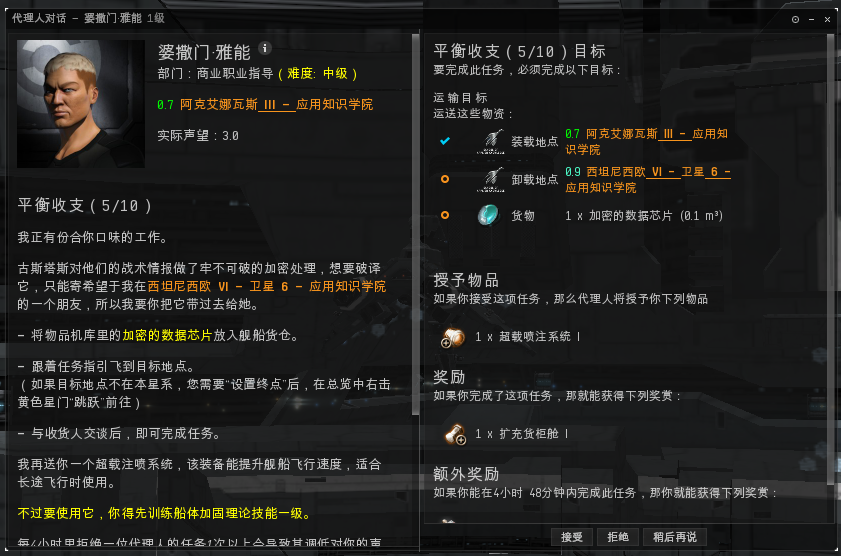 代理人对话 - 婆撒门·雅能 1级
婆撒门·雅能
部门：商业职业指导（难度: 中级）
0.7 阿克艾娜瓦斯 III - 应用知识学院
实际声望：3.0
平衡收支（5/10）
我正有份合你口味的工作。
古斯塔斯对他们的战术情报做了牢不可破的加密处理，想要破译
它，只能寄希望于我在西坦尼西欧 VI - 卫星 6 - 应用知识学院
的一个朋友，所以我要你把它带过去给她。
- 将物品机库里的加密的数据芯片放入舰船货仓。
- 跟着任务指引飞到目标地点。
（如果目标地点不在本星系，您需要“设置终点”后，在总览中右击
黄色星门“跳跃”前往）
- 与收货人交谈后，即可完成任务。
我再送你一个超载注喷系统，该装备能提升舰船飞行速度，适合
长途飞行时使用。
不过要使用它，你得先训练船体加固理论技能一级。
每4小时里拒绝一位代理人的任务1次以上会导致其调低对你的声
平衡收支（5/10）目标
要完成此任务，必须完成以下目标：
运输目标
运送这些物资：
装载地点 0.7 阿克艾娜瓦斯 III - 应用知
识学院
卸载地点 0.9 西坦尼西欧 VI - 卫星 6 -
应用知识学院
货物 1 x 加密的数据芯片 (0.1 m³)
授予物品
如果你接受这项任务，那么代理人将授予你下列物品
1 x 超载喷注系统 I
奖励
如果你完成了这项任务，那就能获得下列奖赏：
1 x 扩充货柜舱 I
额外奖励
如果你能在4小时 48分钟内完成此任务，那你就能获得下列奖赏：
接受 拒绝 稍后再说